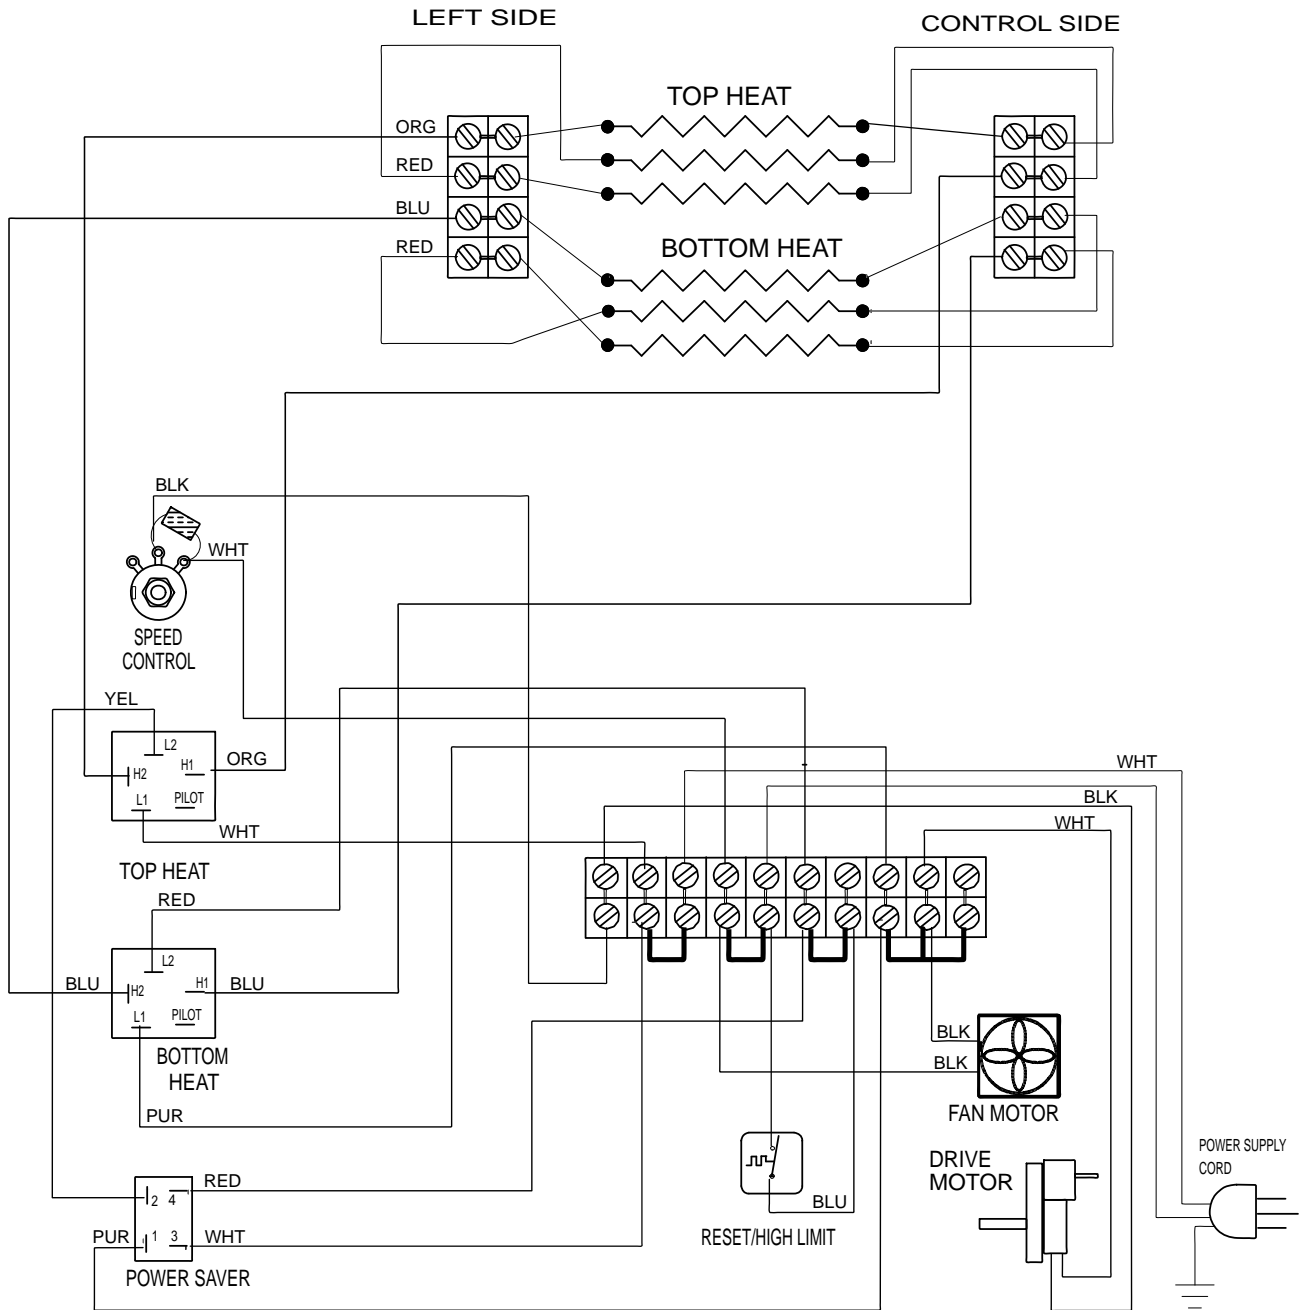 LEFT SIDE
CONTROL SIDE
TOP HEAT
ORG
RED
BLU
RED
BOTTOM HEAT
BLK
WHT
SPEED
CONTROL
YEL
L2
H1
H2
ORG
L1
PILOT
WHT
WHT
BLK
WHT
TOP HEAT
RED
L2
BLU
H2
H1
BLU
L1
PILOT
BOTTOM
HEAT
PUR
BLK
BLK
FAN MOTOR
RED
2
4
PUR
1
3
WHT
POWER SAVER
BLU
RESET/HIGH LIMIT
DRIVE
MOTOR
POWER SUPPLY
CORD